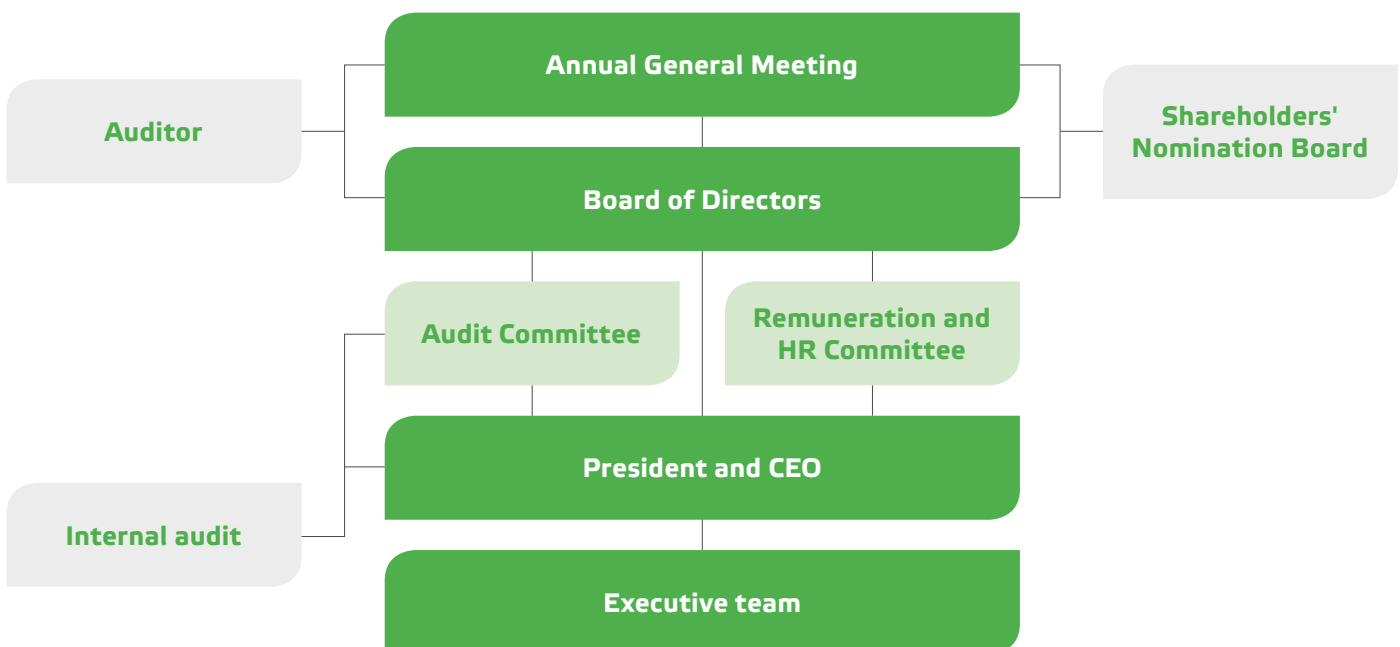 Annual General Meeting
Auditor
Shareholders'
Nomination Board
Board of Directors
Audit Committee
Remuneration and
HR Committee
President and CEO
Internal audit
Executive team